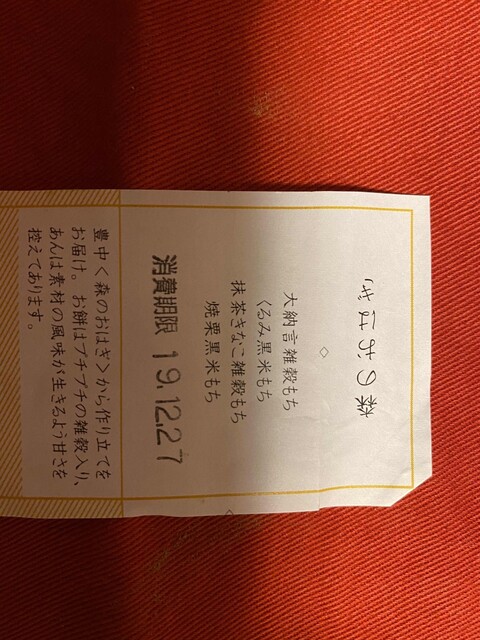 森のおはぎ
大納言雑穀もち
くるみ黒米もち
抹茶きなこ雑穀もち
焼栗黒米もち
消費期限 19.12.27
豊中〈森のおはぎ〉から作り立てを
お届け。お餅はプチプチの雑穀入り、
あんは素材の風味が生きるよう甘さを
控えてあります。